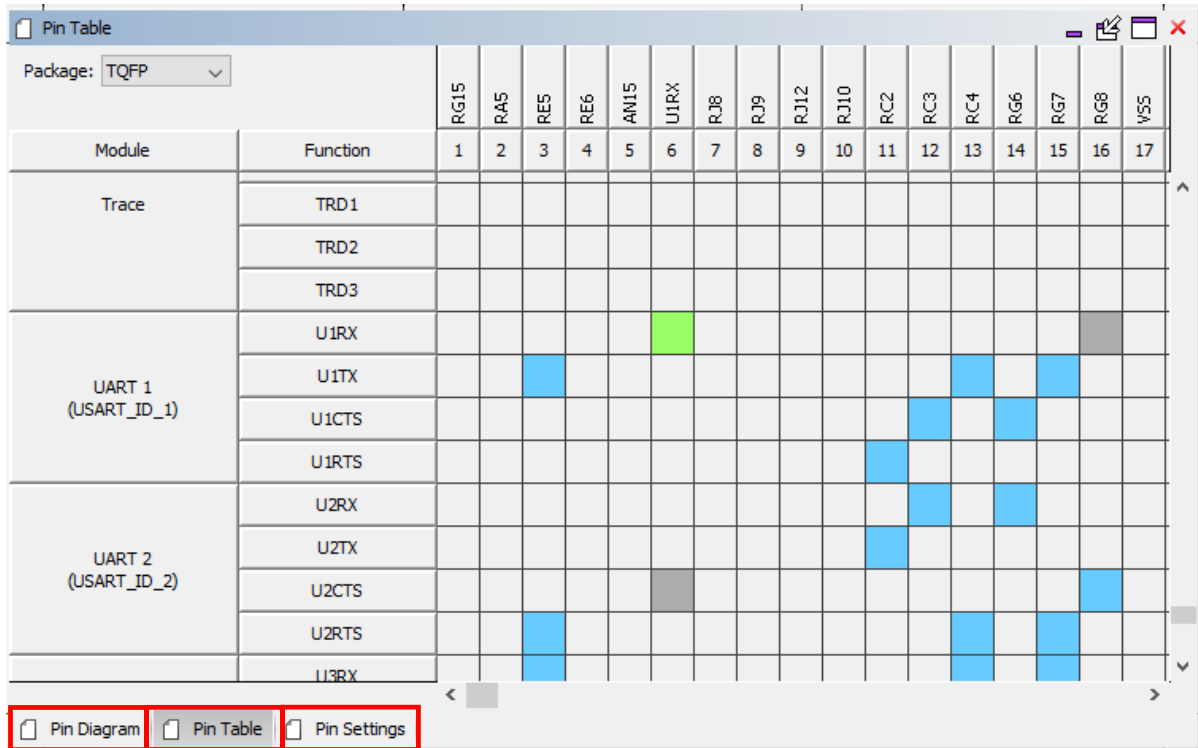 Pin Table
Package: TQFP
RG15 RA5 RE5 RE6 AN15 U1RX RJ8 RJ9 RJ12 RJ10 RC2 RC3 RC4 RG6 RG7 RG8 VSS
Module Function 1 2 3 4 5 6 7 8 9 10 11 12 13 14 15 16 17
Trace TRD1
TRD2
TRD3
UART 1
(USART_ID_1)
U1RX
U1TX
U1CTS
U1RTS
UART 2
(USART_ID_2)
U2RX
U2TX
U2CTS
U2RTS
U3RX
Pin Diagram Pin Table Pin Settings